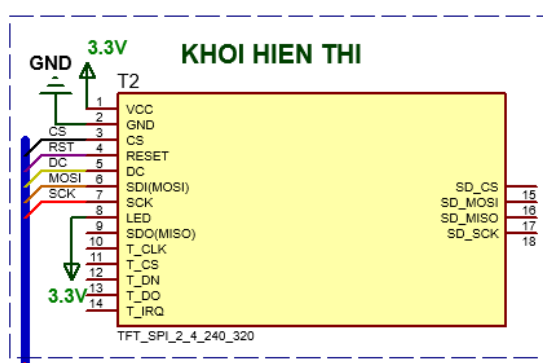 KHOI HIEN THI
3.3V
GND
T2
1 VCC
2 GND
CS 3 CS
RST 4 RESET
DC 5 DC
MOSI 6 SDI(MOSI)
SCK 7 SCK
8 LED
9 SDO(MISO)
10 T_CLK
11 T_CS
12 T_DN
13 T_DO
14 T_IRQ
3.3V
SD_CS 15
SD_MOSI 16
SD_MISO 17
SD_SCK 18
TFT_SPI_2_4_240_320